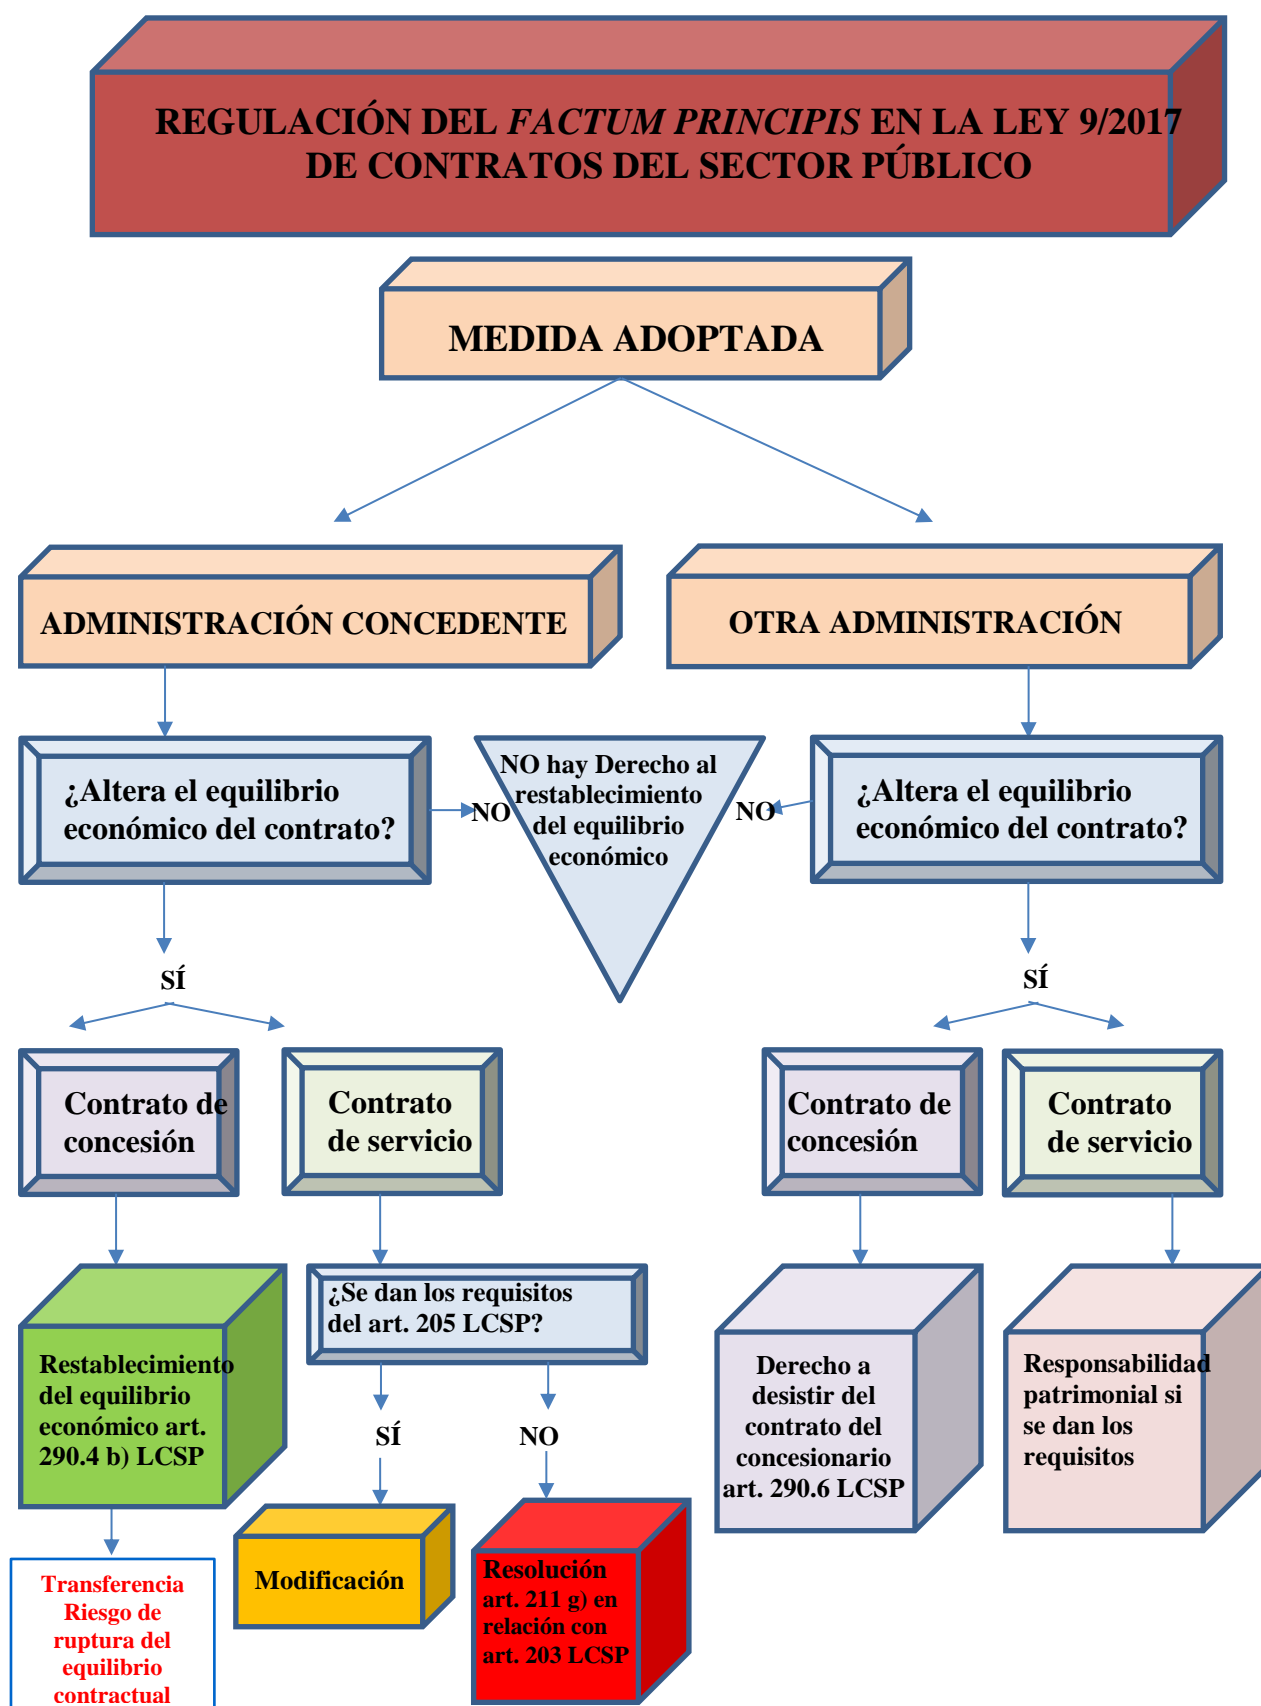 REGULACIÓN DEL FACTUM PRINCIPIS EN LA LEY 9/2017
DE CONTRATOS DEL SECTOR PÚBLICO
MEDIDA ADOPTADA
ADMINISTRACIÓN CONCEDENTE
OTRA ADMINISTRACIÓN
¿Altera el equilibrio
económico del contrato?
NO
NO hay Derecho al
restablecimiento
del equilibrio
económico
NO
¿Altera el equilibrio
económico del contrato?
SÍ
SÍ
Contrato de
concesión
Contrato
de servicio
Contrato de
concesión
Contrato
de servicio
Restablecimiento
del equilibrio
económico art.
290.4 b) LCSP
¿Se dan los requisitos
del art. 205 LCSP?
SÍ
NO
Derecho a
desistir del
contrato del
concesionario
art. 290.6 LCSP
Responsabilidad
patrimonial si
se dan los
requisitos
Transferencia
Riesgo de
ruptura del
equilibrio
contractual
Modificación
Resolución
art. 211 g) en
relación con
art. 203 LCSP